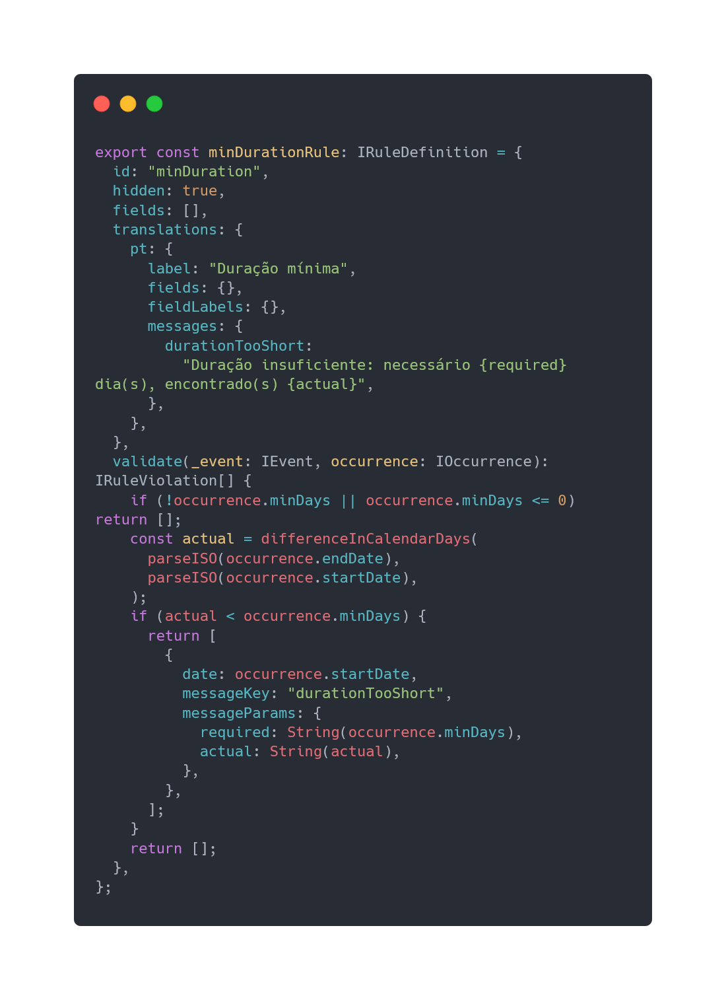 export const minDurationRule: IRuleDefinition = {
  id: "minDuration",
  hidden: true,
  fields: [],
  translations: {
    pt: {
      label: "Duração mínima",
      fields: {},
      fieldLabels: {},
      messages: {
        durationTooShort:
          "Duração insuficiente: necessário {required}
dia(s), encontrado(s) {actual}",
      },
    },
  },
  validate(_event: IEvent, occurrence: IOccurrence):
IRuleViolation[] {
    if (!occurrence.minDays || occurrence.minDays <= 0)
return [];
    const actual = differenceInCalendarDays(
      parseISO(occurrence.endDate),
      parseISO(occurrence.startDate),
    );
    if (actual < occurrence.minDays) {
      return [
        {
          date: occurrence.startDate,
          messageKey: "durationTooShort",
          messageParams: {
            required: String(occurrence.minDays),
            actual: String(actual),
          },
        },
      ];
    }
    return [];
  },
};